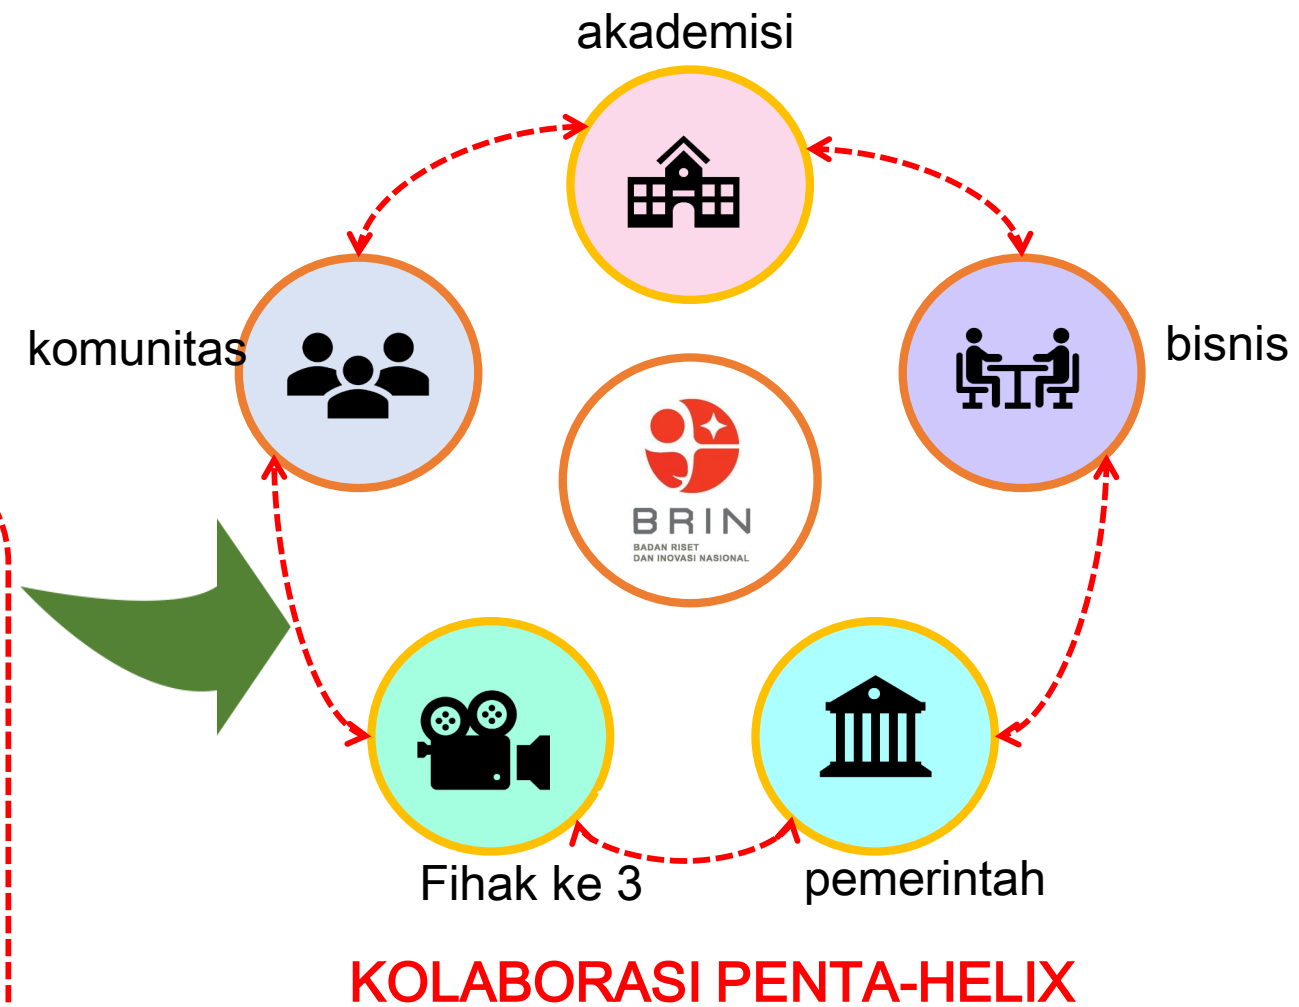 akademisi
komunitas
bisnis
BRIN
BADAN RISET
DAN INOVASI NASIONAL
Fihak ke 3
pemerintah
KOLABORASI PENTA-HELIX